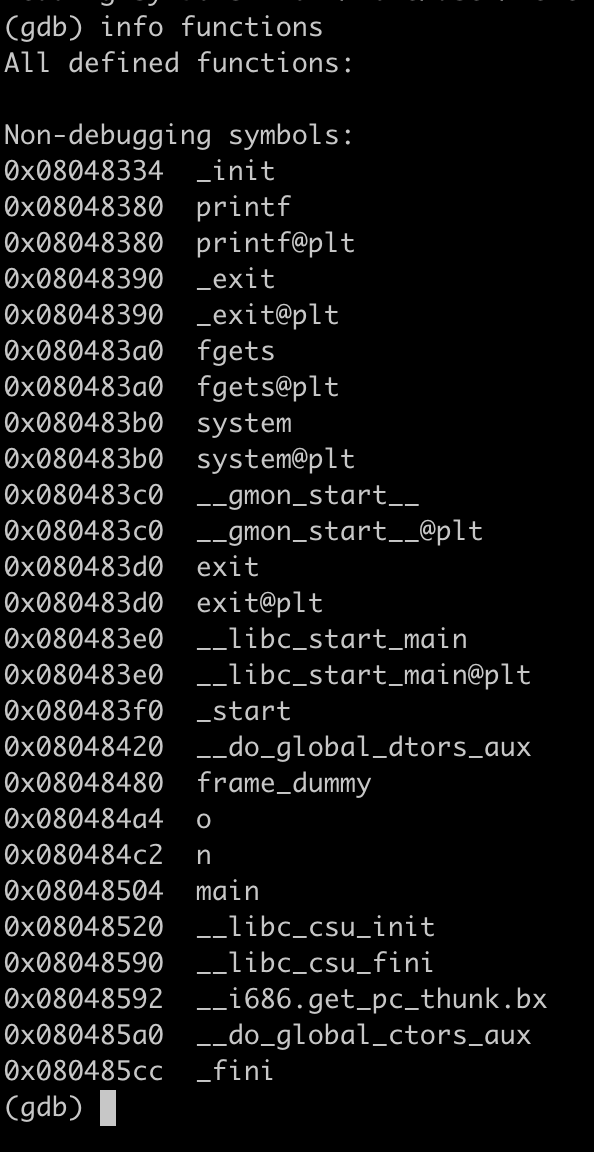 (gdb) info functions
All defined functions:
Non-debugging symbols:
0x08048334  _init
0x08048380  printf
0x08048380  printf@plt
0x08048390  _exit
0x08048390  _exit@plt
0x080483a0  fgets
0x080483a0  fgets@plt
0x080483b0  system
0x080483b0  system@plt
0x080483c0  __gmon_start__
0x080483c0  __gmon_start__@plt
0x080483d0  exit
0x080483d0  exit@plt
0x080483e0  __libc_start_main
0x080483e0  __libc_start_main@plt
0x080483f0  _start
0x08048420  __do_global_dtors_aux
0x08048480  frame_dummy
0x080484a4  o
0x080484c2  n
0x08048504  main
0x08048520  __libc_csu_init
0x08048590  __libc_csu_fini
0x08048592  __i686.get_pc_thunk.bx
0x080485a0  __do_global_ctors_aux
0x080485cc  _fini
(gdb)